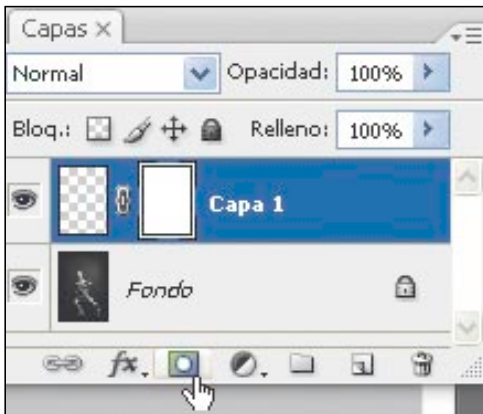 Capas ×
Normal Opacidad: 100%
Bloq.: Relleno: 100%
Capa 1
Fondo
fx.